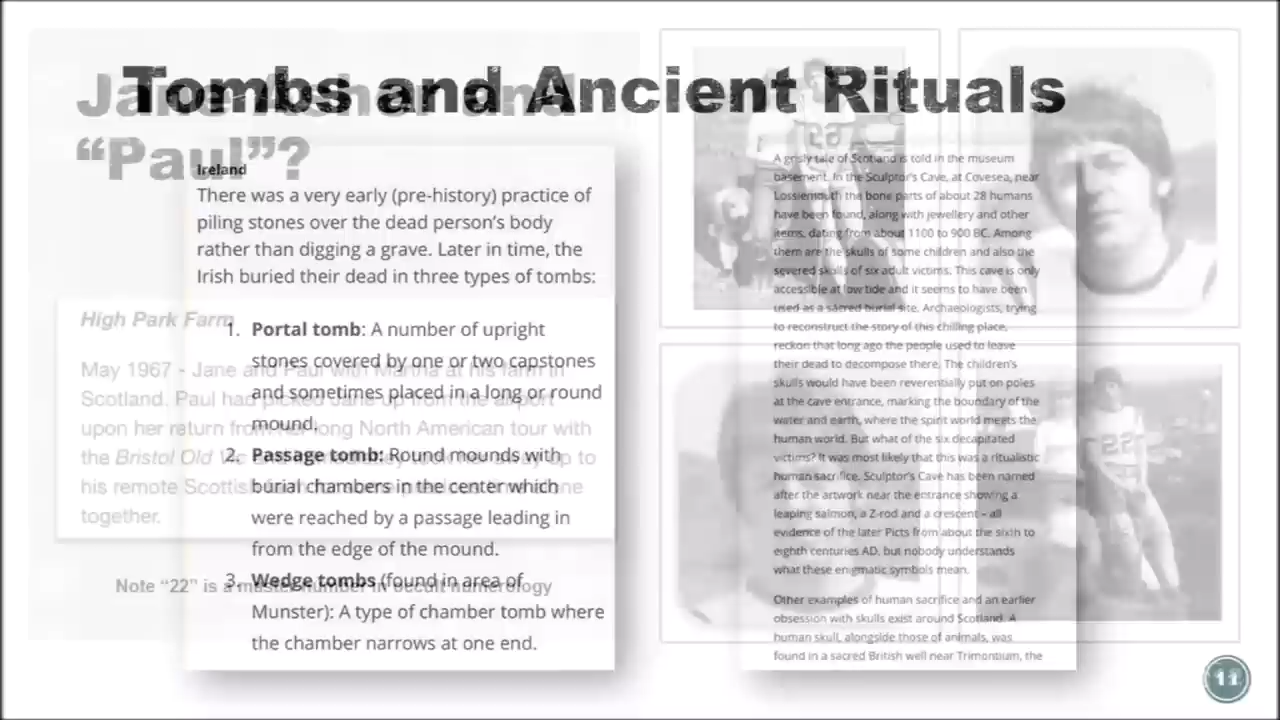 Tombs and Ancient Rituals
Jane Asher and
“Paul”?
Ireland
There was a very early (pre-history) practice of
piling stones over the dead person’s body
rather than digging a grave. Later in time, the
Irish buried their dead in three types of tombs:
1. Portal tomb: A number of upright
stones covered by one or two capstones
and sometimes placed in a long or round
mound.
2. Passage tomb: Round mounds with
burial chambers in the center which
were reached by a passage leading in
from the edge of the mound.
3. Wedge tombs (found in area of
Munster): A type of chamber tomb where
the chamber narrows at one end.
High Park Farm
May 1967 - Jane and Paul with Martha at his farm in
Scotland. Paul had picked Jane up from the airport
upon her return from her long North American tour with
the Bristol Old Vic up to
his remote Scottish
together.
Note “22” is a master number in occult numerology
A grisly tale of Scotland is told in the museum
basement. In the Sculptor’s Cave, at Covesea, near
Lossiemouth the bone parts of about 28 humans
have been found, along with jewellery and other
items, dating from about 1100 to 900 BC. Among
them are the skulls of some children and also the
severed skulls of six adult victims. This cave is only
accessible at low tide and it seems to have been
used as a sacred burial site. Archaeologists, trying
to reconstruct the story of this chilling place,
reckon that long ago the people used to leave
their dead to decompose there. The children’s
skulls would have been reverentially put on poles
at the cave entrance, marking the boundary of the
water and earth, where the spirit world meets the
human world. But what of the six decapitated
victims? It was most likely that this was a ritualistic
human sacrifice. Sculptor’s Cave has been named
after the artwork near the entrance showing a
leaping salmon, a Z-rod and a crescent – all
evidence of the later Picts from about the sixth to
eighth centuries AD, but nobody understands
what these enigmatic symbols mean.
Other examples of human sacrifice and an earlier
obsession with skulls exist around Scotland. A
human skull, alongside those of animals, was
found in a sacred British well near Trimontium, the
22